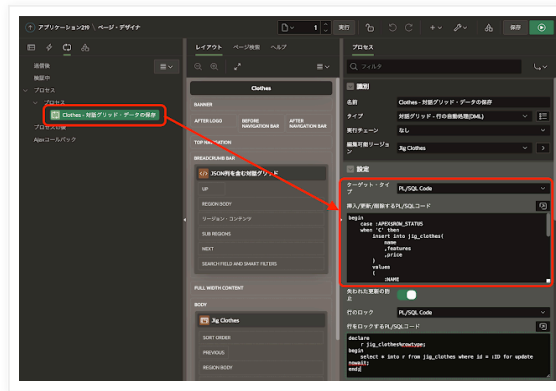 アプリケーション219 \ ページ・デザイナ
1
実行
保存
送信後
検証中
プロセス
プロセス
Clothes - 対話グリッド・データの保存
プロセスの後
Ajaxコールバック
レイアウト ページ検索 ヘルプ
Clothes
BANNER
AFTER LOGO
BEFORE NAVIGATION BAR
AFTER NAVIGATION BAR
TOP NAVIGATION
BREADCRUMB BAR
JSON列を含む対話グリッド
UP
REGION BODY
リージョン・コンテンツ
SUB REGIONS
NEXT
SEARCH FIELD AND SMART FILTERS
FULL WIDTH CONTENT
BODY
Jig Clothes
SORT ORDER
PREVIOUS
REGION BODY
プロセス
フィルタ
識別
名前 Clothes - 対話グリッド・データの保存
タイプ 対話グリッド - 行の自動処理(DML)
実行チェーン なし
編集可能リージョン Jig Clothes
設定
ターゲット・タイプ PL/SQL Code
挿入/更新/削除するPL/SQLコード
begin
case :APEX$ROW_STATUS
when 'C' then
insert into jig_clothes(
name
,features
,price
)
values
(
:NAME
失われた更新の防止
行のロック PL/SQL Code
行をロックするPL/SQLコード
declare
r jig_clothes%rowtype;
begin
select * into r from jig_clothes where id = :ID for update
nowait;
end;